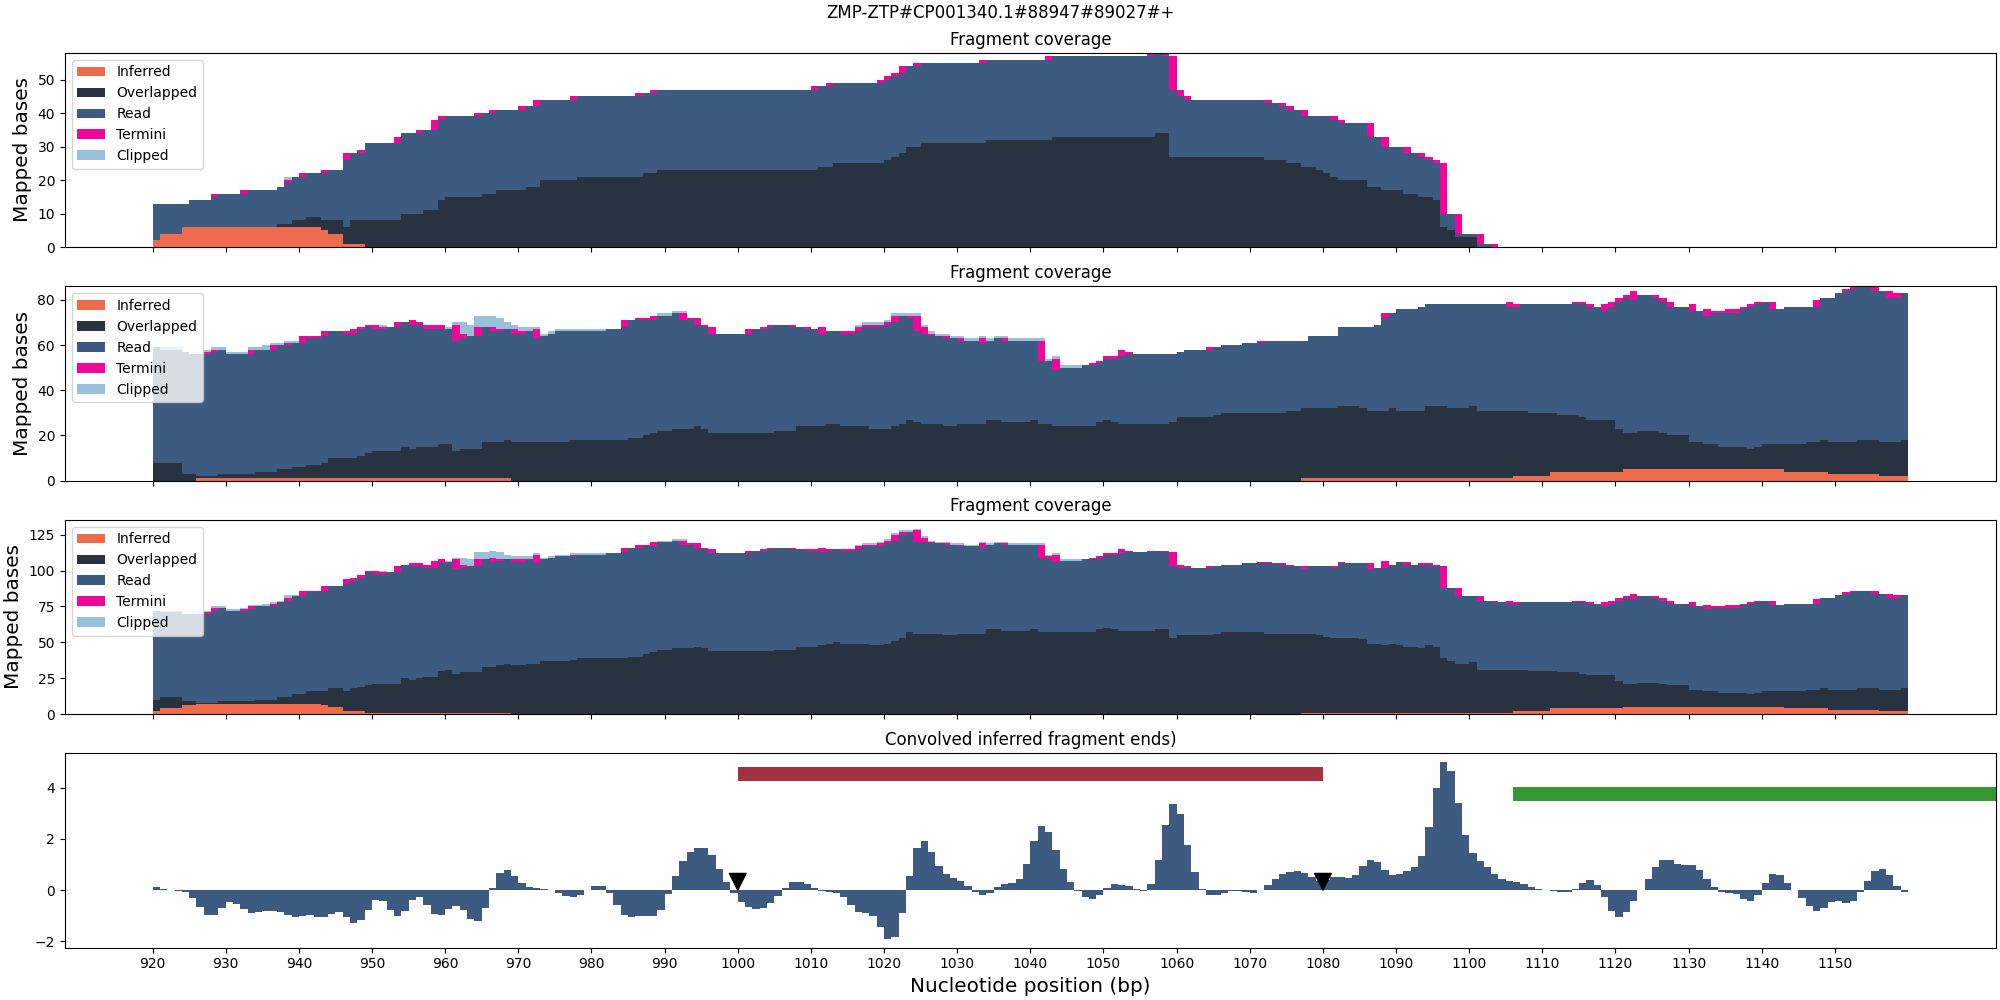 ZMP-ZTP#CP001340.1#88947#89027#+
Fragment coverage
Mapped bases
50
40
30
20
10
0
Inferred
Overlapped
Read
Termini
Clipped
Fragment coverage
Mapped bases
80
60
40
20
0
Inferred
Overlapped
Read
Termini
Clipped
Fragment coverage
Mapped bases
125
100
75
50
25
0
Inferred
Overlapped
Read
Termini
Clipped
Convolved inferred fragment ends)
4
2
0
−2
920 930 940 950 960 970 980 990 1000 1010 1020 1030 1040 1050 1060 1070 1080 1090 1100 1110 1120 1130 1140 1150
Nucleotide position (bp)